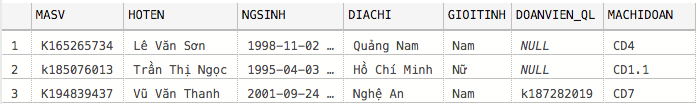 MASV HOTEN NGSINH DIACHI GIOITINH DOANVIEN_QL MACHIDOAN
1 K165265734 Lê Văn Sơn 1998-11-02 … Quảng Nam Nam NULL CD4
2 k185076013 Trần Thị Ngọc 1995-04-03 … Hồ Chí Minh Nữ NULL CD1.1
3 K194839437 Vũ Văn Thanh 2001-09-24 … Nghệ An Nam k187282019 CD7